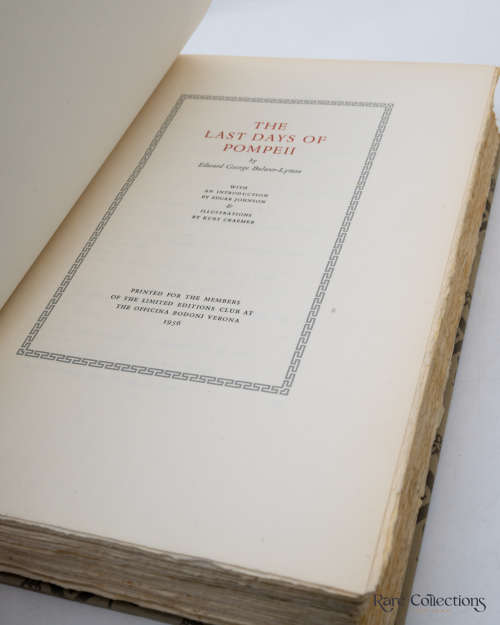 THE
LAST DAYS OF
POMPEII
by
Edward George Bulwer-Lytton
WITH
AN INTRODUCTION
BY EDGAR JOHNSON
&
ILLUSTRATIONS
BY KURT CRAEMER
PRINTED FOR THE MEMBERS
OF THE LIMITED EDITIONS CLUB AT
THE OFFICINA BODONI VERONA
1956
Rare Collections